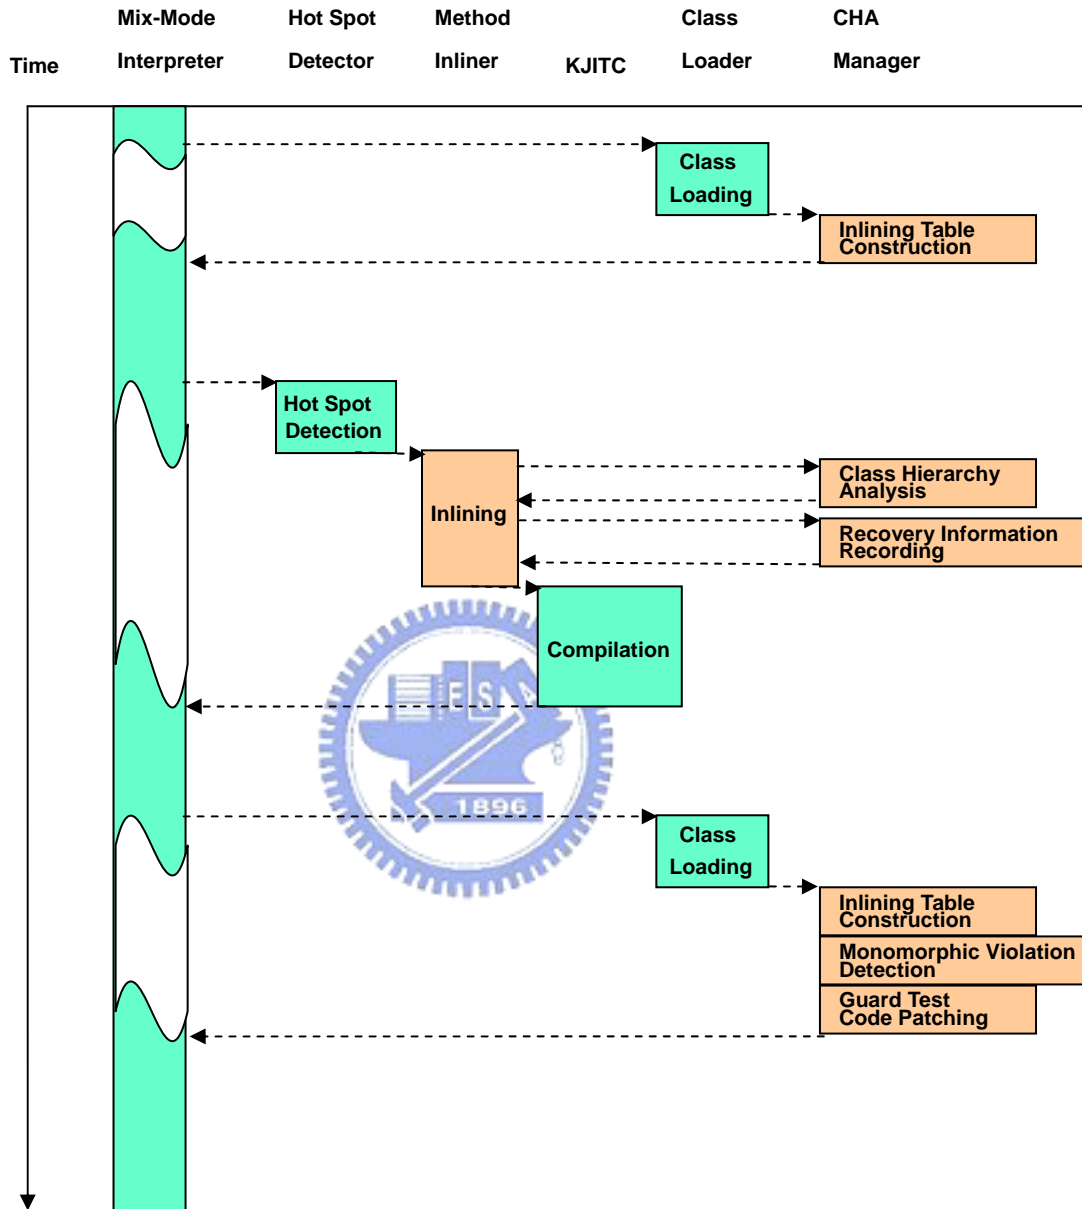 Mix-Mode Hot Spot Method Class CHA
Time Interpreter Detector Inliner KJITC Loader Manager
Class
Loading
Inlining Table
Construction
Hot Spot
Detection
Inlining
Class Hierarchy
Analysis
Recovery Information
Recording
Compilation
E S A
1896
Class
Loading
Inlining Table
Construction
Monomorphic Violation
Detection
Guard Test
Code Patching